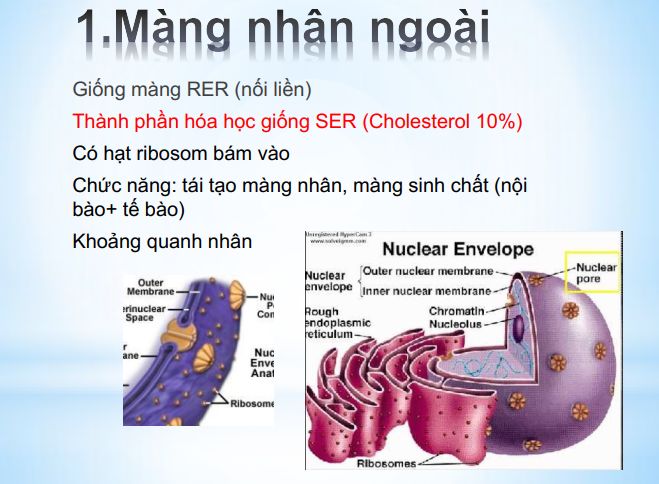 1.Màng nhân ngoài
Giống màng RER (nối liền)
Thành phần hóa học giống SER (Cholesterol 10%)
Có hạt ribosom bám vào
Chức năng: tái tạo màng nhân, màng sinh chất (nội
bào+ tế bào)
Khoảng quanh nhân
Outer
Membrane
erinuclear
Space
ane
Nu
P
Con
Nuc
Enve
Anat
Ribosome
Unregistered HyperCam 2
www.solveigmm.com
Nuclear Envelope
Nuclear
envelope
Outer nuclear membrane
Inner nuclear membrane
Nuclear
pore
Chromatin
Nucleolus
Rough
endoplasmic
reticulum
Ribosomes